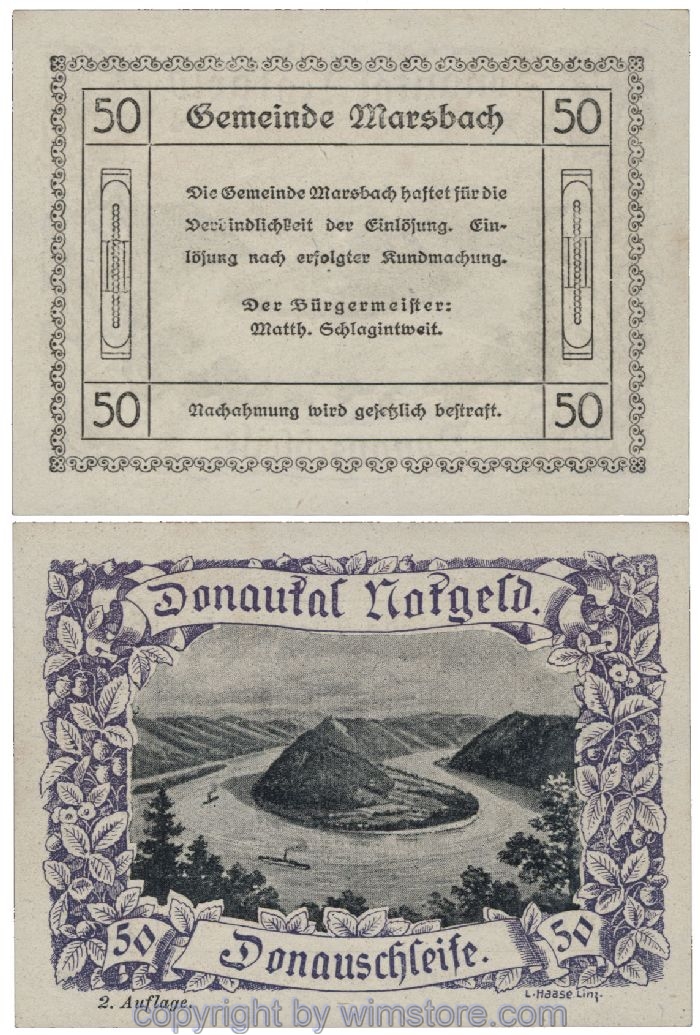 50 Gemeinde Marsbach 50
Die Gemeinde Marsbach haftet für die
Verbindlichkeit der Einlösung. Ein-
lösung nach erfolgter Kundmachung.
Der Bürgermeister:
Matth. Schlagintweit.
50 Nachahmung wird gesetzlich bestraft. 50
Donautal Notgeld.
50 Donauschleife. 50
2. Auflage. L. Haase Linz.
copyright by wimstore.com